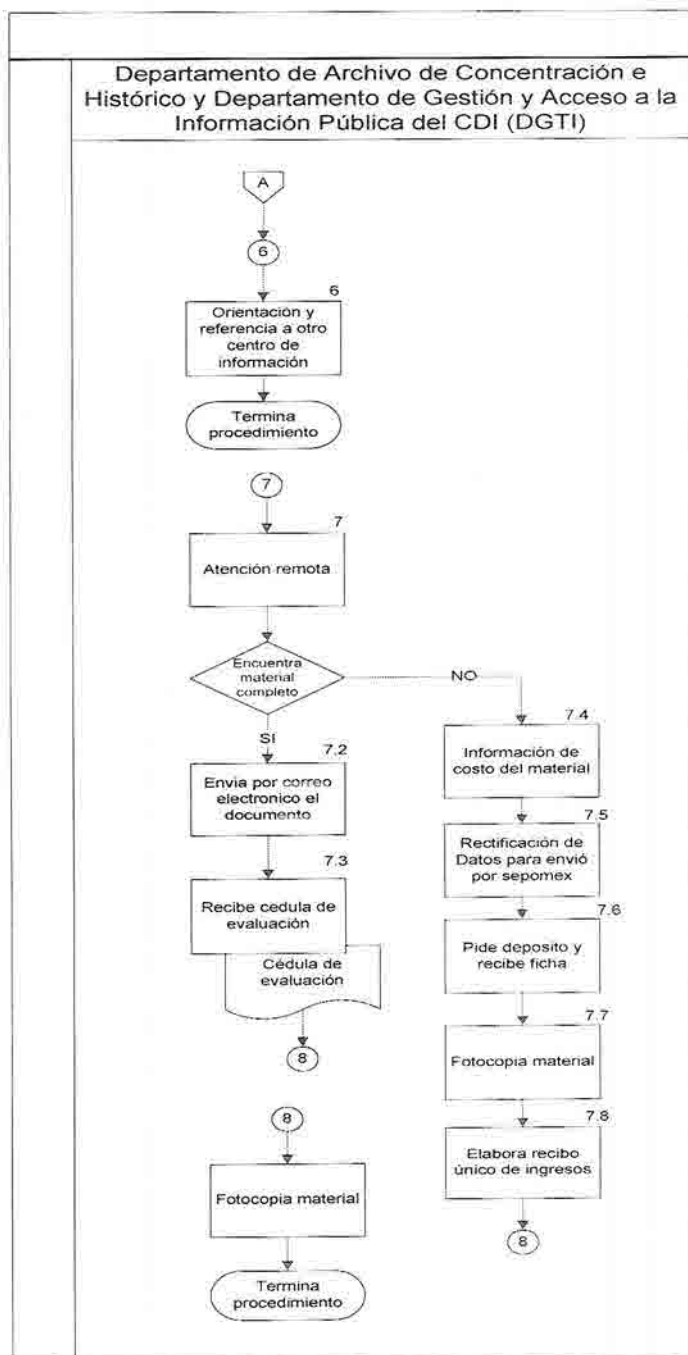 Departamento de Archivo de Concentración e
Histórico y Departamento de Gestión y Acceso a la
Información Pública del CDI (DGTI)
A
6
6
Orientación y
referencia a otro
centro de
información
Termina
procedimiento
7
7
Atención remota
Encuentra
material
completo
NO
SI
7.2
Envia por correo
electronico el
documento
7.3
Recibe cedula de
evaluación
Cédula de
evaluación
8
7.4
Información de
costo del material
7.5
Rectificación de
Datos para envió
por sepomex
7.6
Pide deposito y
recibe ficha
7.7
Fotocopia material
7.8
Elabora recibo
único de ingresos
8
8
Fotocopia material
Termina
procedimiento